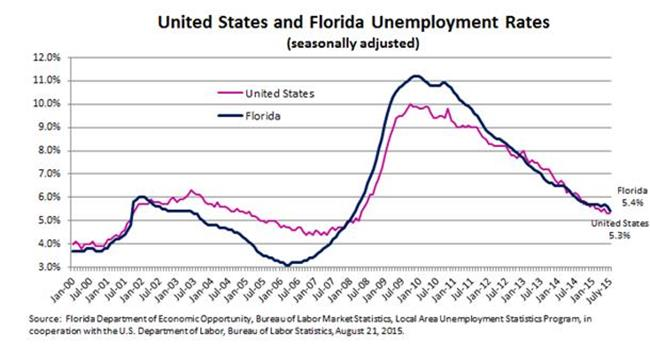 United States and Florida Unemployment Rates
(seasonally adjusted)
12.0%
11.0%
10.0%
9.0%
8.0%
7.0%
6.0%
5.0%
4.0%
3.0%
United States
Florida
Florida
5.4%
United States
5.3%
Jan-00
Jul-00
Jan-01
Jul-01
Jan-02
Jul-02
Jan-03
Jul-03
Jan-04
Jul-04
Jan-05
Jul-05
Jan-06
Jul-06
Jan-07
Jul-07
Jan-08
Jul-08
Jan-09
Jul-09
Jan-10
Jul-10
Jan-11
Jul-11
Jan-12
Jul-12
Jan-13
Jul-13
Jan-14
Jul-14
Jan-15
July-15
Source: Florida Department of Economic Opportunity, Bureau of Labor Market Statistics, Local Area Unemployment Statistics Program, in
cooperation with the U.S. Department of Labor, Bureau of Labor Statistics, August 21, 2015.